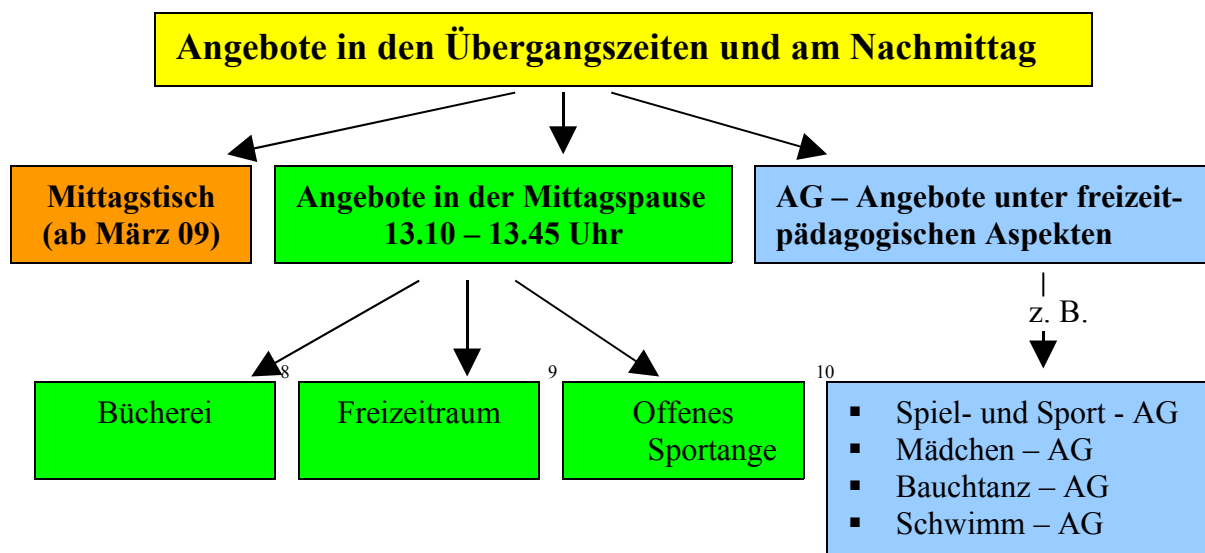 Angebote in den Übergangszeiten und am Nachmittag
Mittagstisch
(ab März 09)
Angebote in der Mittagspause
13.10 – 13.45 Uhr
AG – Angebote unter freizeit-
pädagogischen Aspekten
z. B.
Bücherei
8
Freizeitraum
9
Offenes
Sportange
10
▪ Spiel- und Sport - AG
▪ Mädchen – AG
▪ Bauchtanz – AG
▪ Schwimm – AG